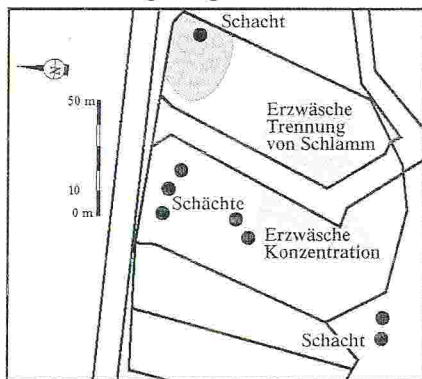 Schacht
N
50 m
Erzwäsche
Trennung
von Schlamm
10
0 m
Schächte
Erzwäsche
Konzentration
Schacht